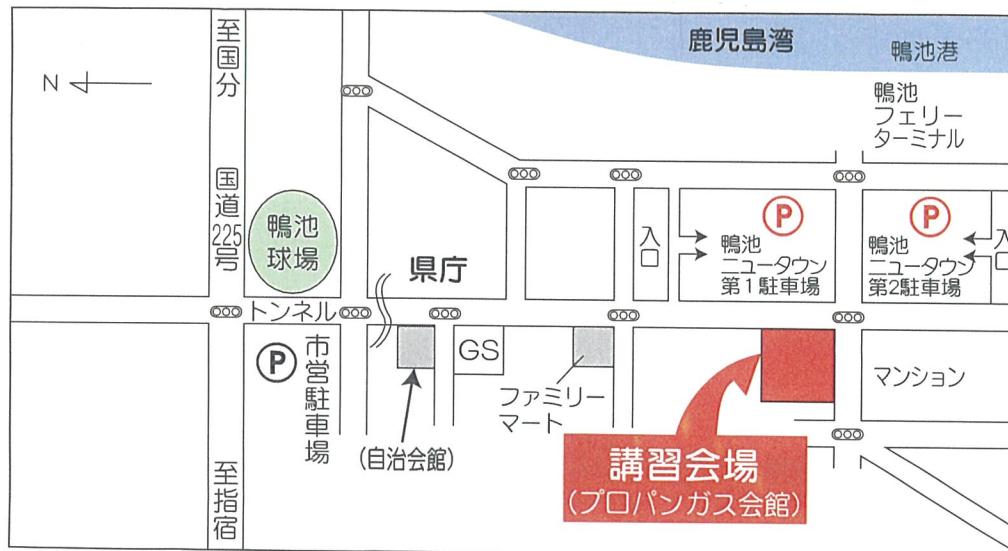 至国分
国道225号
至指宿
N
鹿児島湾
鴨池港
鴨池
フェリー
ターミナル
鴨池
球場
県庁
入口
P
鴨池
ニュータウン
第1駐車場
P
鴨池
ニュータウン
第2駐車場
入口
トンネル
P
市営駐車場
(自治会館)
GS
ファミリー
マート
マンション
講習会場
(プロパンガス会館)